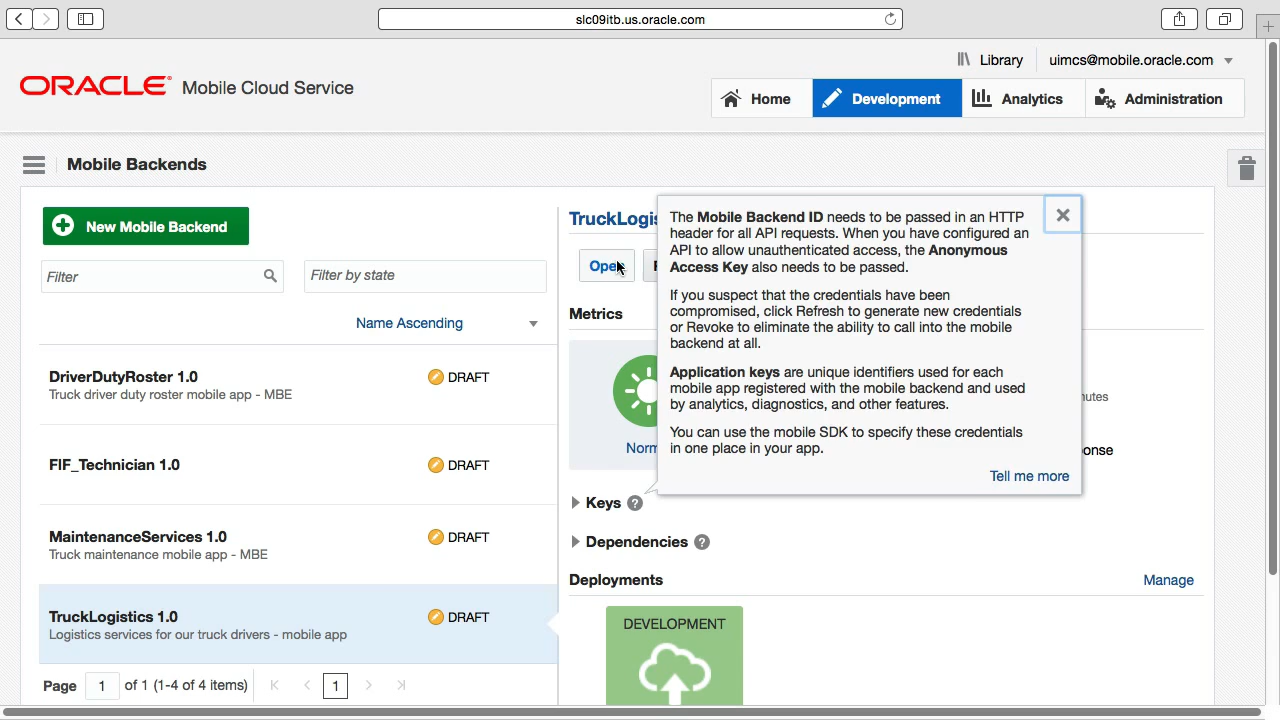 slc09itb.us.oracle.com
Library
uimcs@mobile.oracle.com
ORACLE Mobile Cloud Service
Home
Development
Analytics
Administration
Mobile Backends
New Mobile Backend
Filter
Filter by state
Name Ascending
DriverDutyRoster 1.0
DRAFT
Truck driver duty roster mobile app - MBE
FIF_Technician 1.0
DRAFT
MaintenanceServices 1.0
DRAFT
Truck maintenance mobile app - MBE
TruckLogistics 1.0
DRAFT
Logistics services for our truck drivers - mobile app
Page 1 of 1 (1-4 of 4 items) 1
TruckLogis
Open
Metrics
Norm
The Mobile Backend ID needs to be passed in an HTTP
header for all API requests. When you have configured an
API to allow unauthenticated access, the Anonymous
Access Key also needs to be passed.
If you suspect that the credentials have been
compromised, click Refresh to generate new credentials
or Revoke to eliminate the ability to call into the mobile
backend at all.
Application keys are unique identifiers used for each
mobile app registered with the mobile backend and used
by analytics, diagnostics, and other features.
You can use the mobile SDK to specify these credentials
in one place in your app.
Tell me more
onse
Keys ?
Dependencies ?
Deployments
Manage
DEVELOPMENT